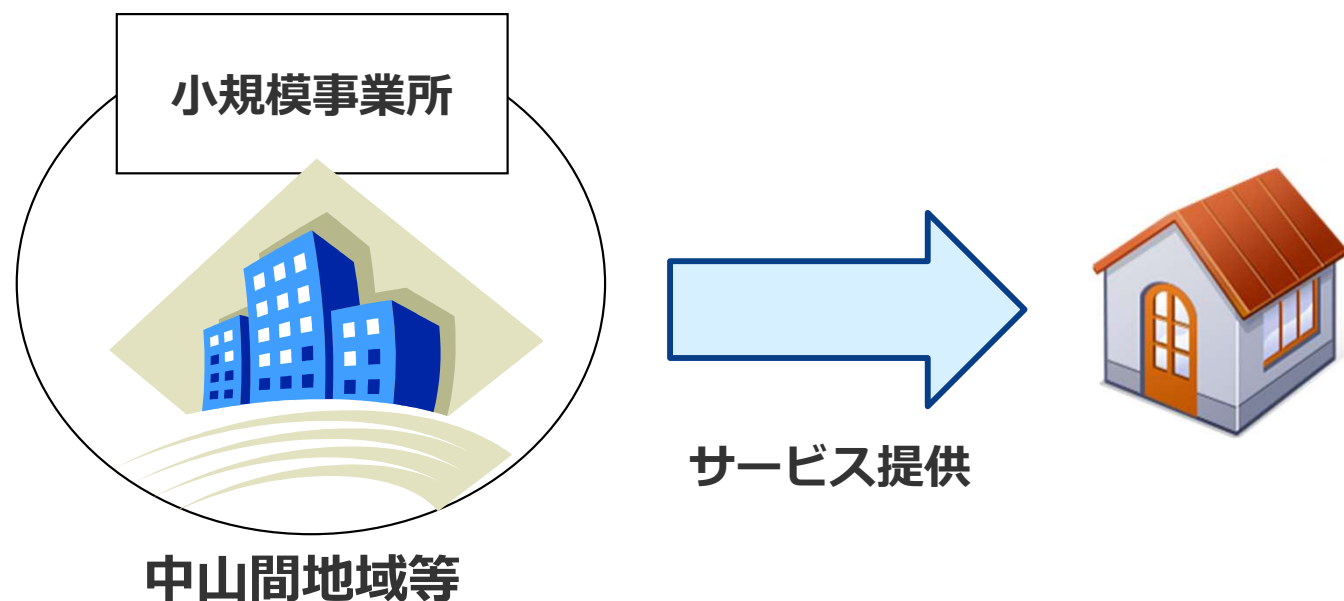 小規模事業所
サービス提供
中山間地域等